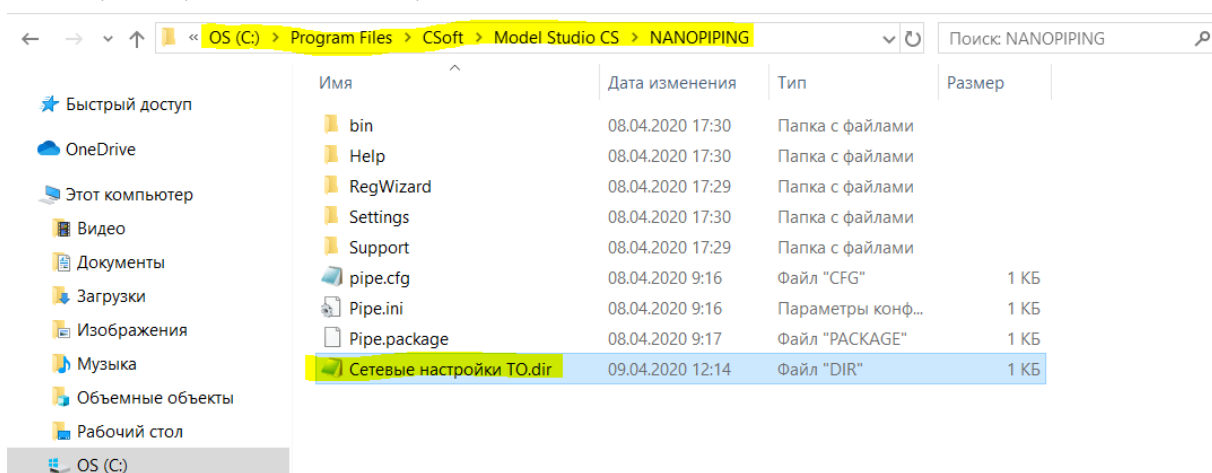 « OS (C:) > Program Files > CSoft > Model Studio CS > NANOPIPING
Поиск: NANOPIPING
Имя Дата изменения Тип Размер
Быстрый доступ
OneDrive
Этот компьютер
Видео
Документы
Загрузки
Изображения
Музыка
Объемные объекты
Рабочий стол
OS (C:)
bin 08.04.2020 17:30 Папка с файлами
Help 08.04.2020 17:30 Папка с файлами
RegWizard 08.04.2020 17:29 Папка с файлами
Settings 08.04.2020 17:30 Папка с файлами
Support 08.04.2020 17:29 Папка с файлами
pipe.cfg 08.04.2020 9:16 Файл "CFG" 1 КБ
Pipe.ini 08.04.2020 9:16 Параметры конф... 1 КБ
Pipe.package 08.04.2020 9:17 Файл "PACKAGE" 1 КБ
Сетевые настройки ТО.dir 09.04.2020 12:14 Файл "DIR" 1 КБ